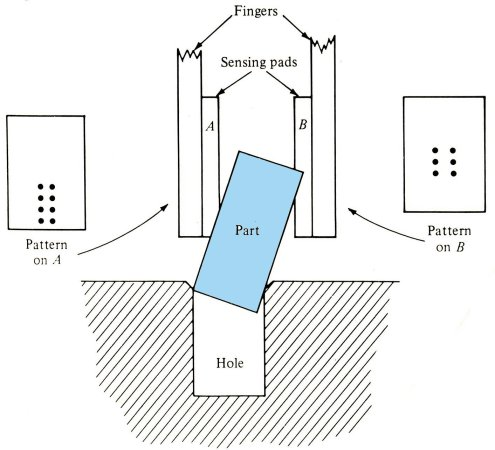 Fingers
Sensing pads
A
B
Part
Pattern
on A
Pattern
on B
Hole